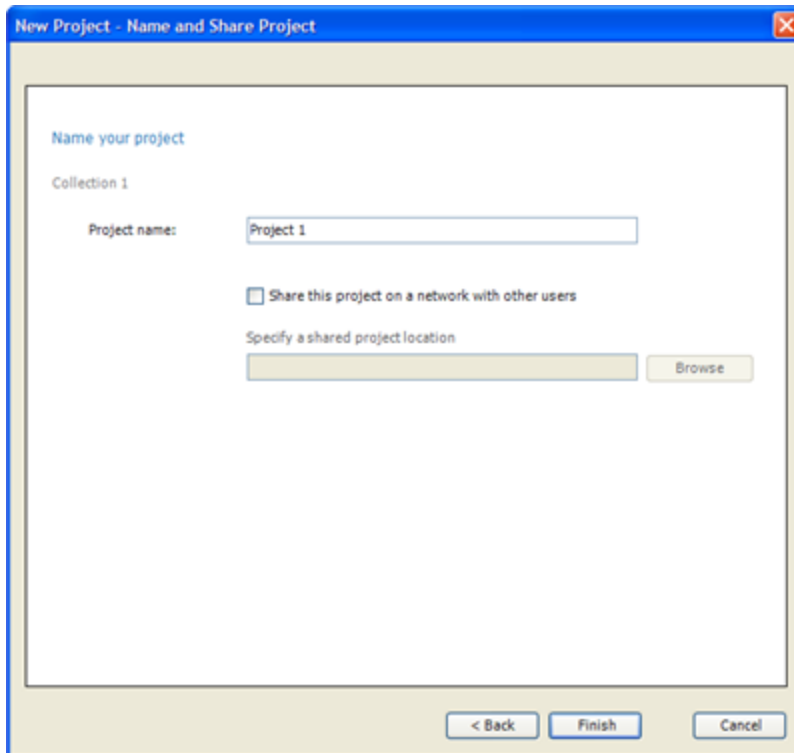 New Project - Name and Share Project
Name your project
Collection 1
Project name: Project 1
Share this project on a network with other users
Specify a shared project location
Browse
< Back Finish Cancel